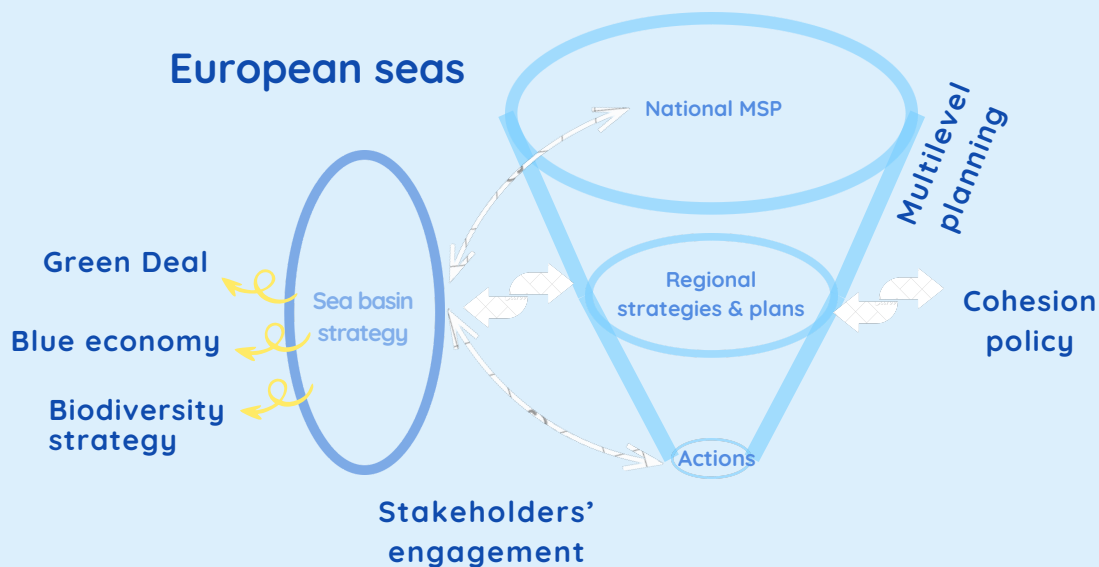 European seas
National MSP
Multilevel
planning
Green Deal
Blue economy
Biodiversity
strategy
Sea basin
strategy
Regional
strategies & plans
Cohesion
policy
Actions
Stakeholders’
engagement